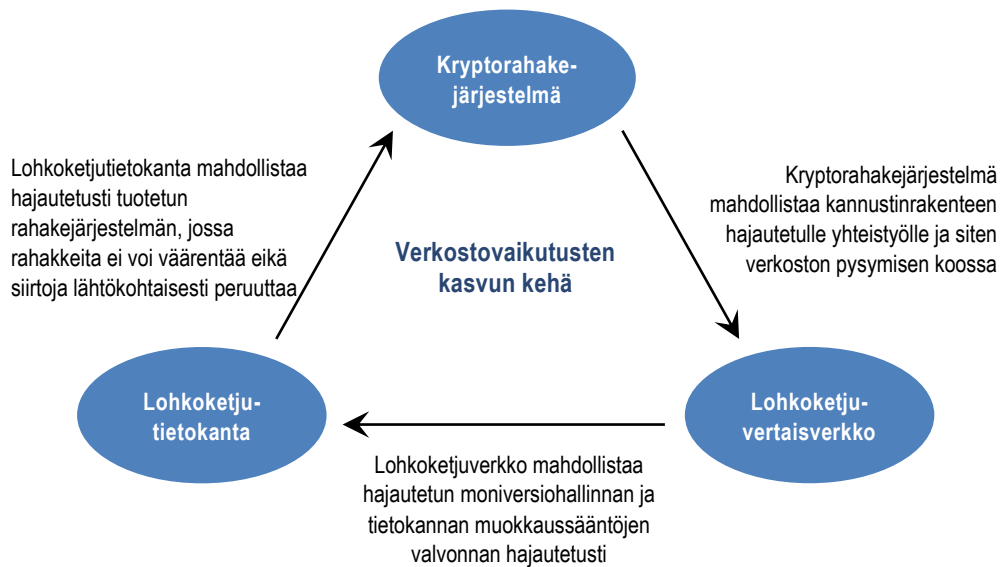 Kryptorahake-
järjestelmä
Lohkoketjutietokanta mahdollistaa
hajautetusti tuotetun
rahakejärjestelmän, jossa
rahakkeita ei voi väärentää eikä
siirtoja lähtökohtaisesti peruuttaa
Verkostovaikutusten
kasvun kehä
Kryptorahakejärjestelmä
mahdollistaa kannustinrakenteen
hajautetulle yhteistyölle ja siten
verkoston pysymisen koossa
Lohkoketju-
tietokanta
Lohkoketju-
vertaisverkko
Lohkoketjuverkko mahdollistaa
hajautetun moniversiohallinnan ja
tietokannan muokkaussääntöjen
valvonnan hajautetusti